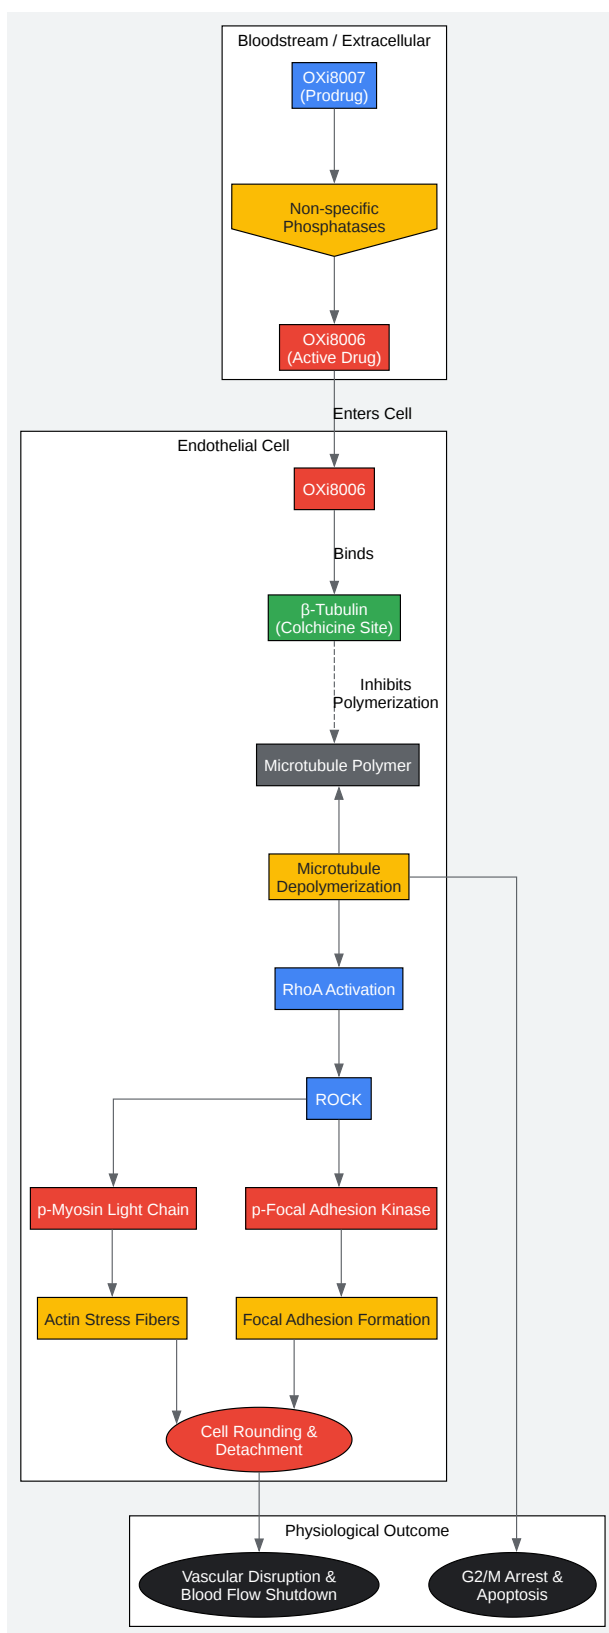 Bloodstream / Extracellular
OXi8007
(Prodrug)
Non-specific
Phosphatases
OXi8006
(Active Drug)
Enters Cell
Endothelial Cell
OXi8006
Binds
β-Tubulin
(Colchicine Site)
Inhibits
Polymerization
Microtubule Polymer
Microtubule
Depolymerization
RhoA Activation
ROCK
p-Myosin Light Chain
p-Focal Adhesion Kinase
Actin Stress Fibers
Focal Adhesion Formation
Cell Rounding &
Detachment
Physiological Outcome
Vascular Disruption &
Blood Flow Shutdown
G2/M Arrest &
Apoptosis